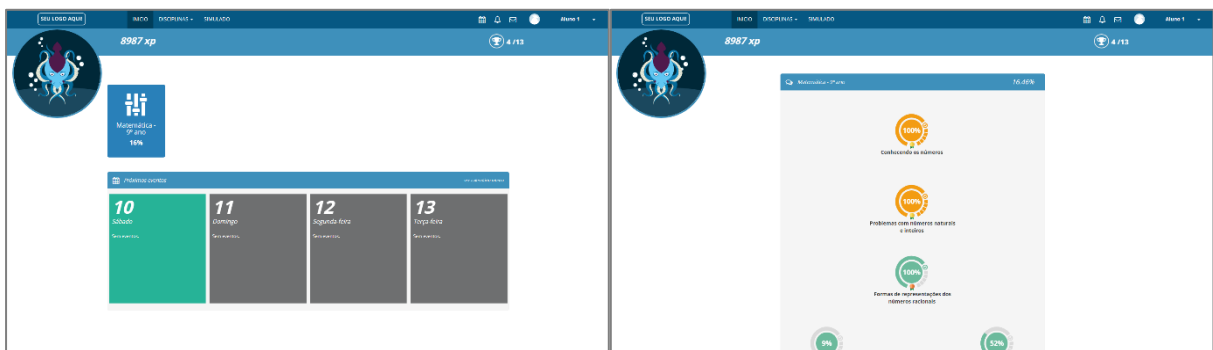 SEU LOGO AQUI
INÍCIO DISCIPLINAS SIMULADO
Aluno 1
8987 xp
4 /13
Matemática -
9º ano
16%
Próximos eventos
10
Sábado
Sem eventos.
11
Domingo
Sem eventos.
12
Segunda-feira
Sem eventos.
13
Terça-feira
Sem eventos.
SEU LOGO AQUI
INÍCIO DISCIPLINAS SIMULADO
Aluno 1
8987 xp
4 /13
Matemática - 9º ano
16.46%
100%
Conhecendo os números
100%
Problemas com números naturais
e inteiros
100%
Formas de representações dos
números racionais
9%
52%